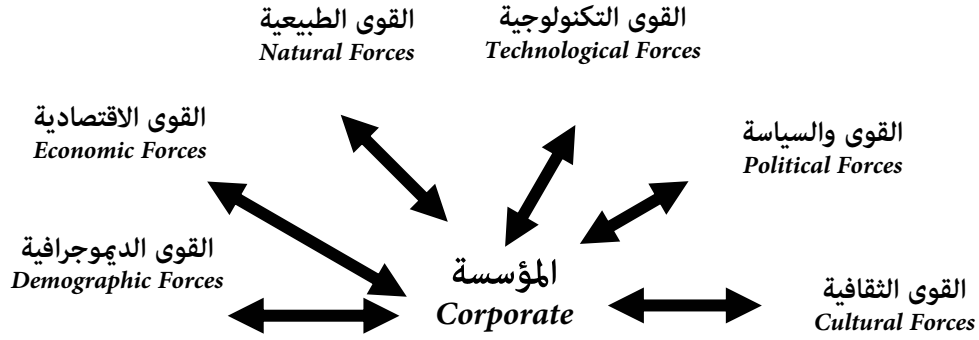 القوى التكنولوجية
Technological Forces
القوى الطبيعية
Natural Forces
القوى الاقتصادية
Economic Forces
القوى والسياسة
Political Forces
القوى الديموجرافية
Demographic Forces
المؤسسة
Corporate
القوى الثقافية
Cultural Forces